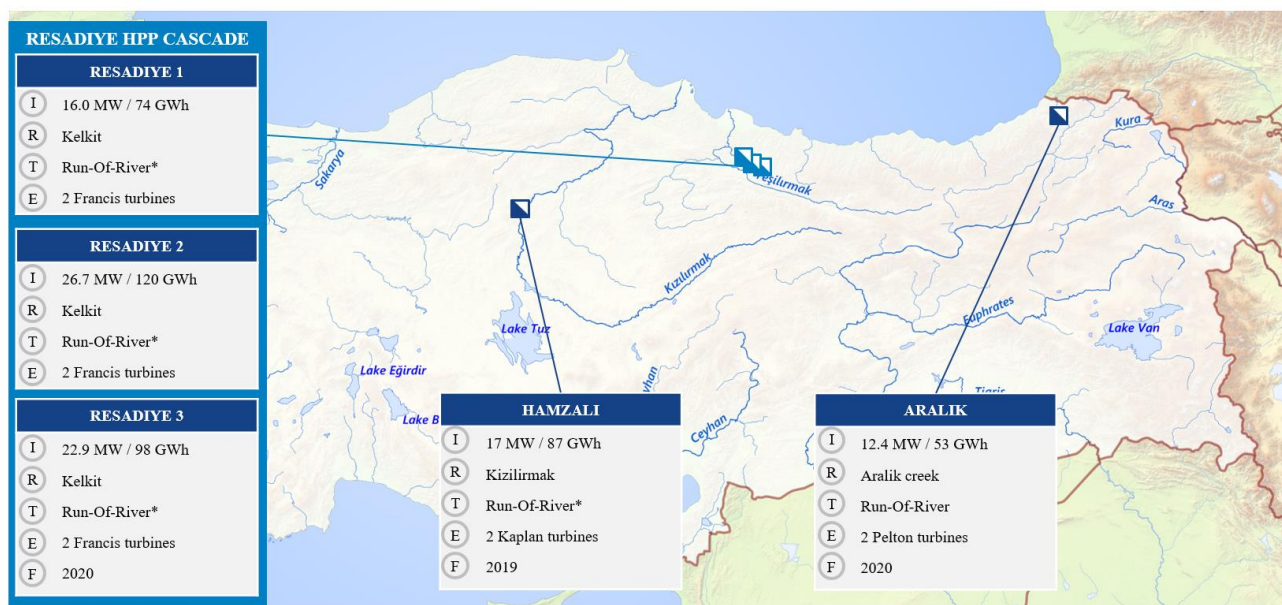 RESADIYE HPP CASCADE
RESADIYE 1
I 16.0 MW / 74 GWh
R Kelkit
T Run-Of-River*
E 2 Francis turbines
RESADIYE 2
I 26.7 MW / 120 GWh
R Kelkit
T Run-Of-River*
E 2 Francis turbines
RESADIYE 3
I 22.9 MW / 98 GWh
R Kelkit
T Run-Of-River*
E 2 Francis turbines
F 2020
Sakarya
Yeşilırmak
Kura
Aras
Kızılırmak
Euphrates
Lake Tuz
Lake Van
Lake Eğirdir
Lake B
yhan
Ceyhan
Tigris
HAMZALI
I 17 MW / 87 GWh
R Kizilirmak
T Run-Of-River*
E 2 Kaplan turbines
F 2019
ARALIK
I 12.4 MW / 53 GWh
R Aralik creek
T Run-Of-River
E 2 Pelton turbines
F 2020